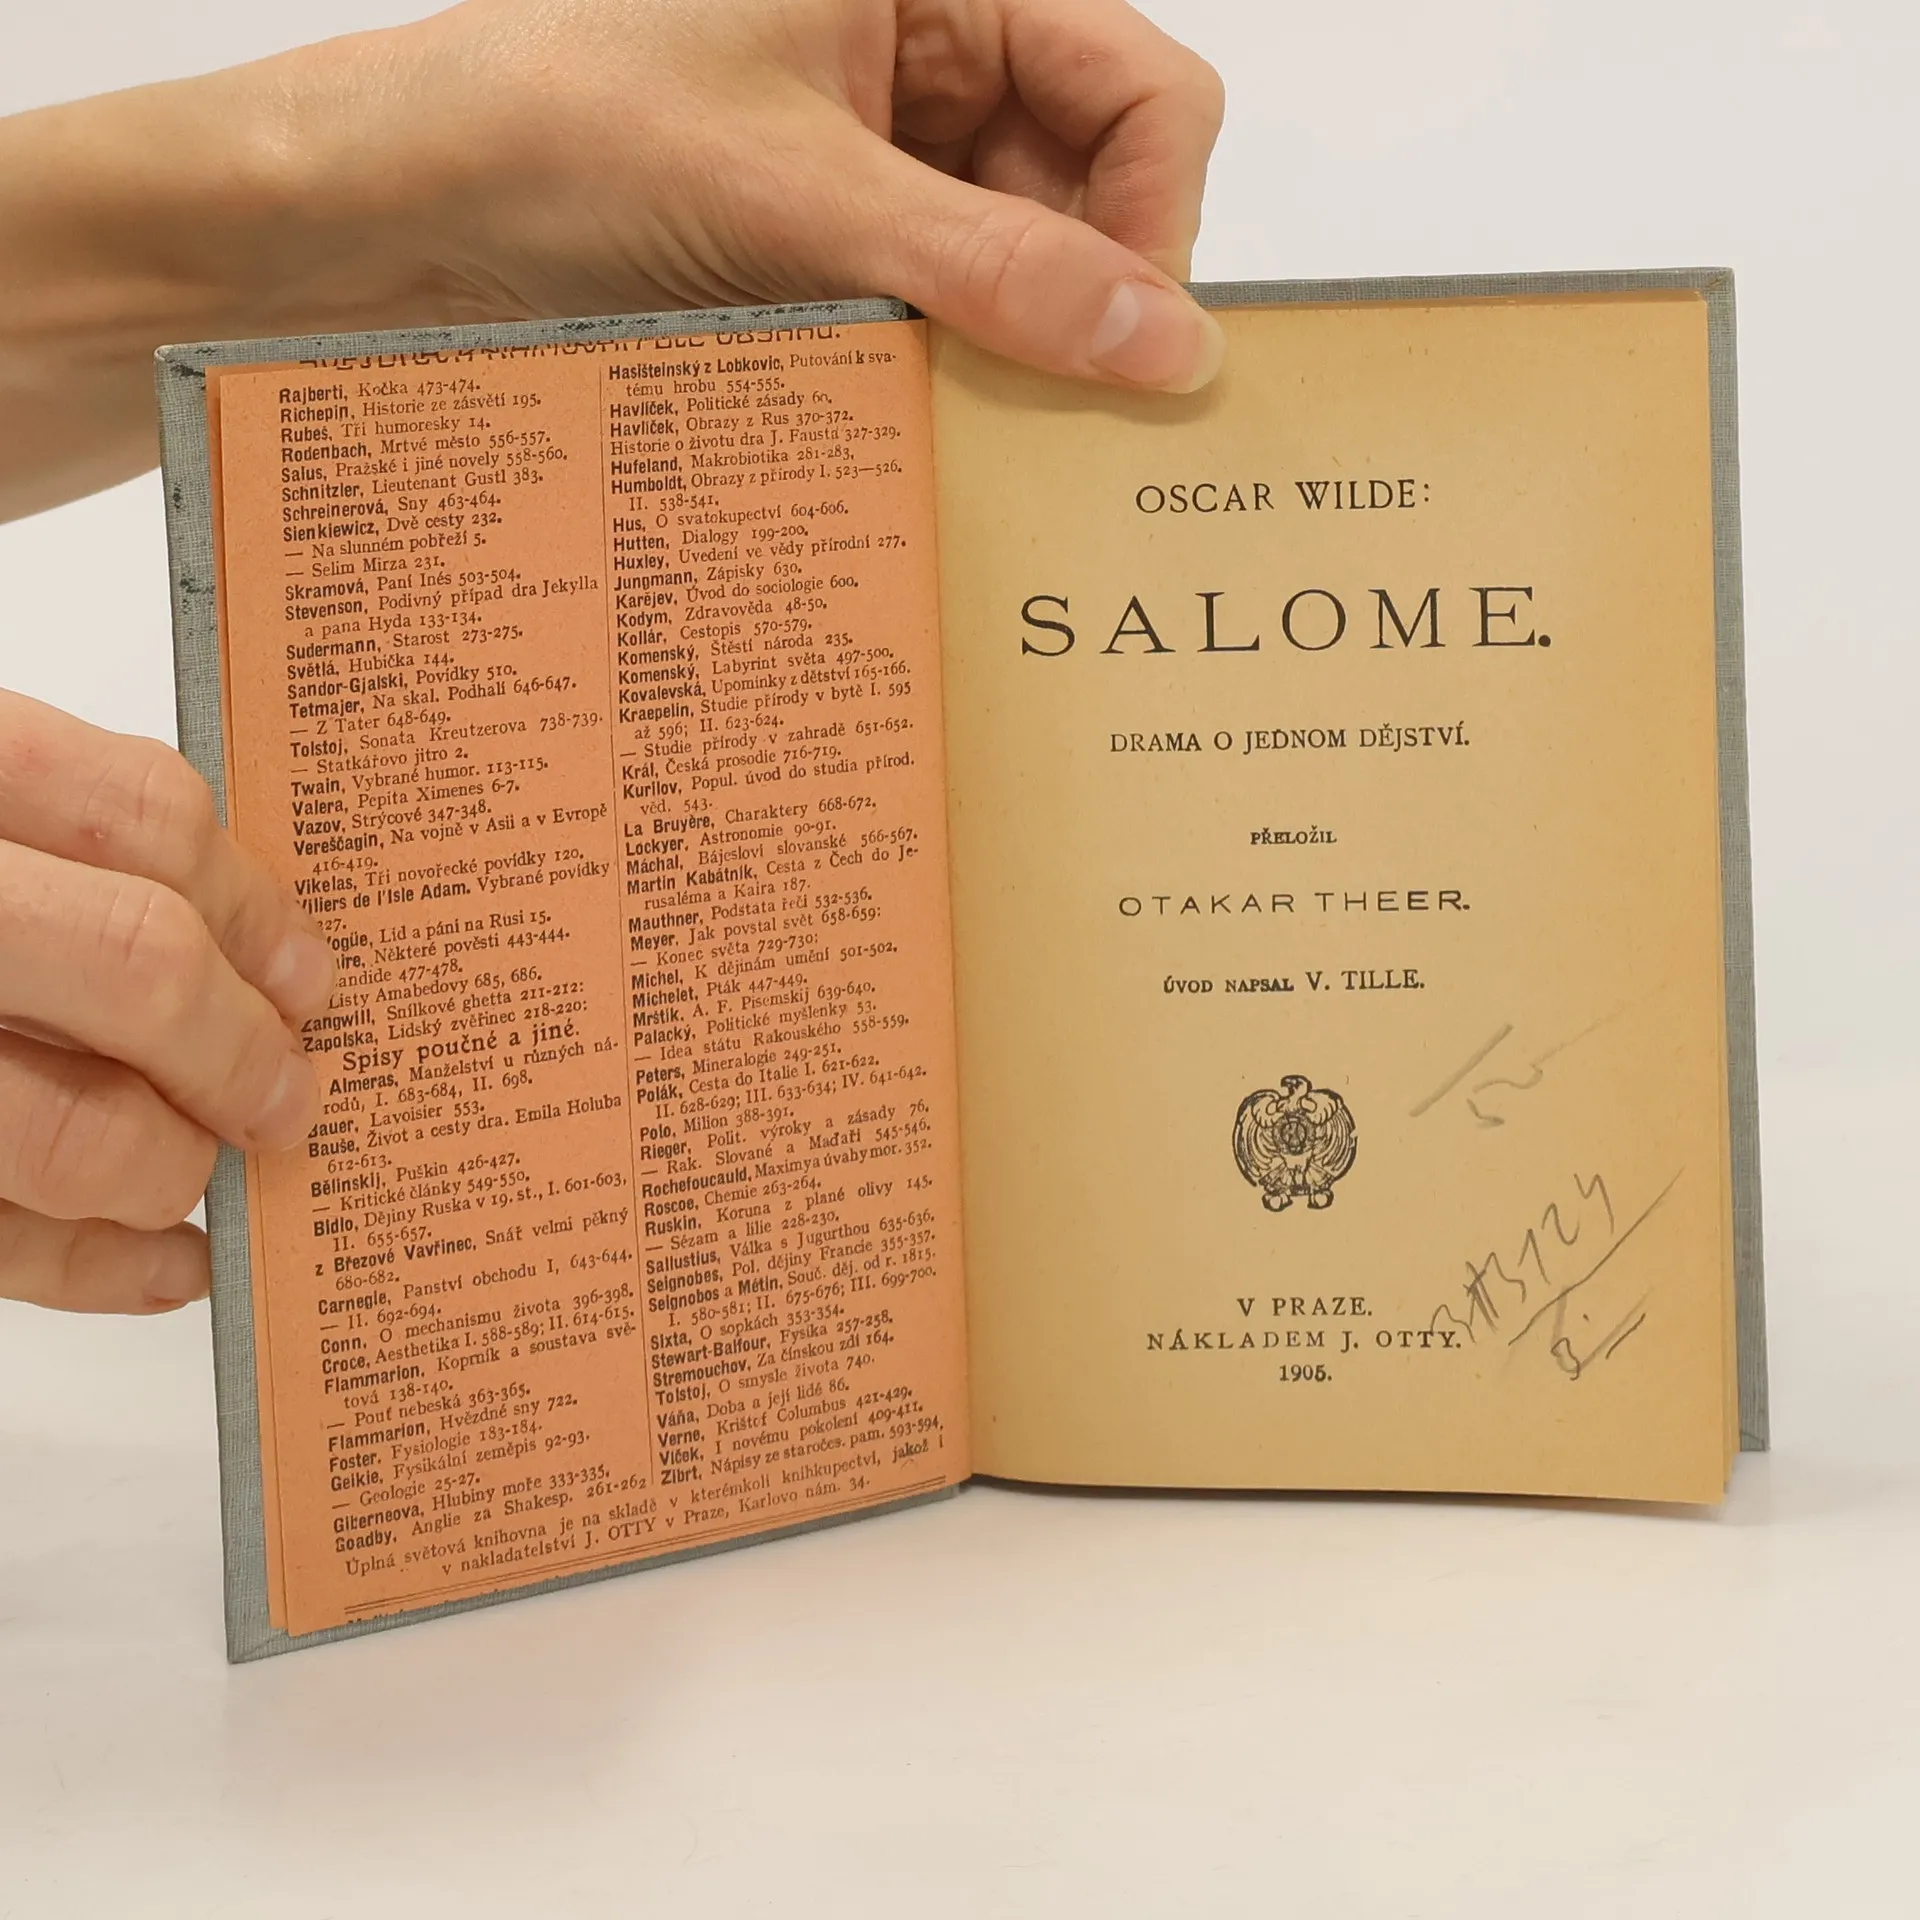 Rajberti, Kočka 473-474.
Richepin, Historie ze zásvětí 195.
Rubeš, Tři humoresky 14.
Rodenbach, Mrtvé město 556-557.
Salus, Pražské i jiné novely 558-560.
Schnitzler, Lieutenant Gustl 383.
Schreinerová, Sny 463-464.
Sienkiewicz, Dvě cesty 232.
— Na slunném pobřeží 5.
— Selim Mirza 231.
Skramová, Paní Inés 503-504.
Stevenson, Podivný případ dra Jekylla
a pana Hyda 133-134.
Sudermann, Starost 273-275.
Světlá, Hubička 144.
Sandor-Gjalski, Povídky 510.
Tetmajer, Na skal. Podhalí 646-647.
— Z Tater 648-649.
Tolstoj, Sonata Kreutzerova 738-739.
— Statkářovo jitro 2.
Twain, Vybrané humor. 113-115.
Valera, Pepita Ximenes 6-7.
Vazov, Strýcové 347-348.
Vereščagin, Na vojně v Asii a v Evropě
416-419.
Vikelas, Tři novořecké povídky 120.
Villiers de l'Isle Adam. Vybrané povídky
227.
Lid a páni na Rusi 15.
Některé pověsti 443-444.
477-478.
Listy Amabedovy 685, 686.
Zangwill, Snílkové ghetta 211-212:
Zapolska, Lidský zvěřinec 218-220:
Spisy poučné a jiné.
Almeras, Manželství u různých ná-
rodů, I. 683-684, II. 698.
Bauer, Lavoisier 553.
Bauše, Život a cesty dra. Emila Holuba
612-613.
Bělinskij, Puškin 426-427.
— Kritické články 549-550.
Bidlo, Dějiny Ruska v 19. st., I. 601-603,
II. 655-657.
z Březové Vavřinec, Snář velmi pěkný
680-682.
Carnegie, Panství obchodu I, 643-644.
— II. 692-694.
Conn, O mechanismu života 396-398.
Croce, Aesthetika I. 588-589; II. 614-615.
Flammarion, Koprník a soustava svě-
tová 138-140.
— Pouť nebeská 363-365.
Flammarion, Hvězdné sny 722.
Foster, Fysiologie 183-184.
Geikie, Fysikální zeměpis 92-93.
— Geologie 25-27.
Giberneova, Hlubiny moře 333-335.
Goadby, Anglie za Shakesp. 261-262
Hasišteinský z Lobkovic, Putování k sva-
tému hrobu 554-555.
Havlíček, Politické zásady 60.
Havlíček, Obrazy z Rus 370-372.
Historie o životu dra J. Fausta 327-329.
Hufeland, Makrobiotika 281-283,
Humboldt, Obrazy z přírody I. 523—526.
II. 538-541.
Hus, O svatokupectví 604-606.
Hutten, Dialogy 199-200.
Huxley, Uvedení ve vědy přírodní 277.
Jungmann, Zápisky 630.
Karějev, Úvod do sociologie 600.
Kodym, Zdravověda 48-50.
Kollár, Cestopis 570-579.
Komenský, Štěstí národa 235.
Komenský, Labyrint světa 497-500.
Kovalevská, Upomínky z dětství 165-166.
Kraepelin, Studie přírody v bytě I. 595
až 596; II. 623-624.
— Studie přírody v zahradě 651-652.
Král, Česká prosodie 716-719.
Kurilov, Popul. úvod do studia přírod.
věd. 543.
La Bruyère, Charaktery 668-672.
Lockyer, Astronomie 90-91.
Máchal, Bájesloví slovanské 566-567.
Martin Kabátník, Cesta z Čech do Je-
rusaléma a Kaira 187.
Mauthner, Podstata řeči 532-536.
Meyer, Jak povstal svět 658-659:
— Konec světa 729-730:
Michel, K dějinám umění 501-502.
Michelet, Pták 447-449.
Mrštík. A. F. Pisemskij 639-640.
Palacký, Politické myšlenky 53.
— Idea státu Rakouského 558-559.
Peters, Mineralogie 249-251.
Polák, Cesta do Italie I. 621-622.
II. 628-629; III. 633-634; IV. 641-642.
Polo, Milion 388-391.
Rieger, Polit. výroky a zásady 76.
— Rak. Slované a Maďaři 545-546.
Rochefoucauld, Maximy a úvahy mor. 352.
Roscoe, Chemie 263-264.
Ruskin, Koruna z plané olivy 145.
— Sézam a lilie 228-230.
Sallustius, Válka s Jugurthou 635-636.
Seignobes, Pol. dějiny Francie 355-357.
Seignobos a Métin, Souč. děj. od r. 1815.
I. 580-581; II. 675-676; III. 699-700.
Sixta, O sopkách 353-354.
Stewart-Balfour, Fysika 257-258.
Stremouchov, Za čínskou zdí 164.
Tolstoj, O smysle života 740.
Váňa, Doba a její lidé 86.
Verne, Krištof Columbus 421-429.
Vlček, I novému pokolení 409-411.
Zíbrt, Nápisy ze staročes. pam. 593-594,
Úplná světová knihovna je na skladě v kterémkoli knihkupectví, jakož i
v nakladatelství J. OTTY v Praze, Karlovo nám. 34.
OSCAR WILDE:
SALOME.
DRAMA O JEDNOM DĚJSTVÍ.
PŘELOŽIL
OTAKAR THEER.
ÚVOD NAPSAL V. TILLE.
V PRAZE.
NÁKLADEM J. OTTY.
1905.